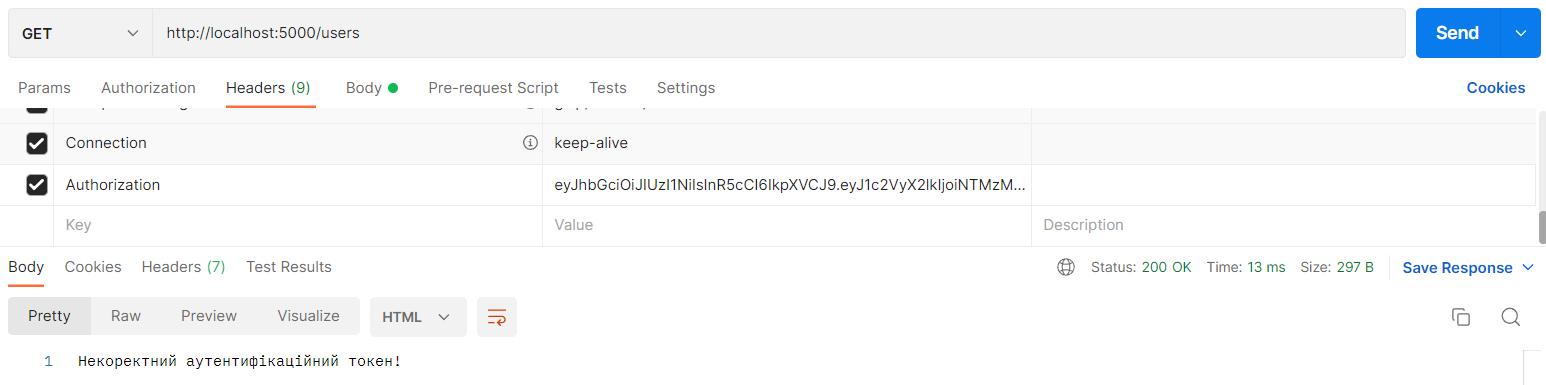 GET http://localhost:5000/users Send
Params Authorization Headers (9) Body Pre-request Script Tests Settings Cookies
Connection keep-alive
Authorization eyJhbGciOiJIUzI1NiIsInR5cCI6IkpXVCJ9.eyJ1c2VyX2lkIjoiNTMzM...
Key Value Description
Body Cookies Headers (7) Test Results Status: 200 OK Time: 13 ms Size: 297 B Save Response
Pretty Raw Preview Visualize HTML
1 Некоректний аутентифікаційний токен!